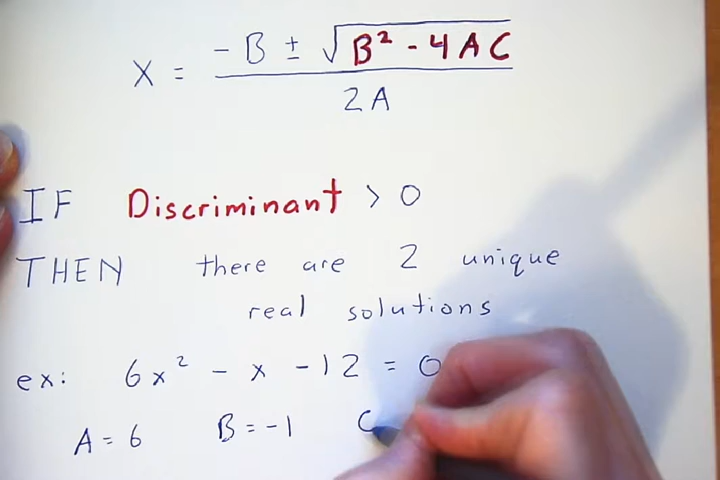 X = -B ± √B² - 4AC
2A
IF Discriminant > 0
THEN there are 2 unique
real solutions
ex: 6x² - x - 12 = 0
A = 6 B = -1 C